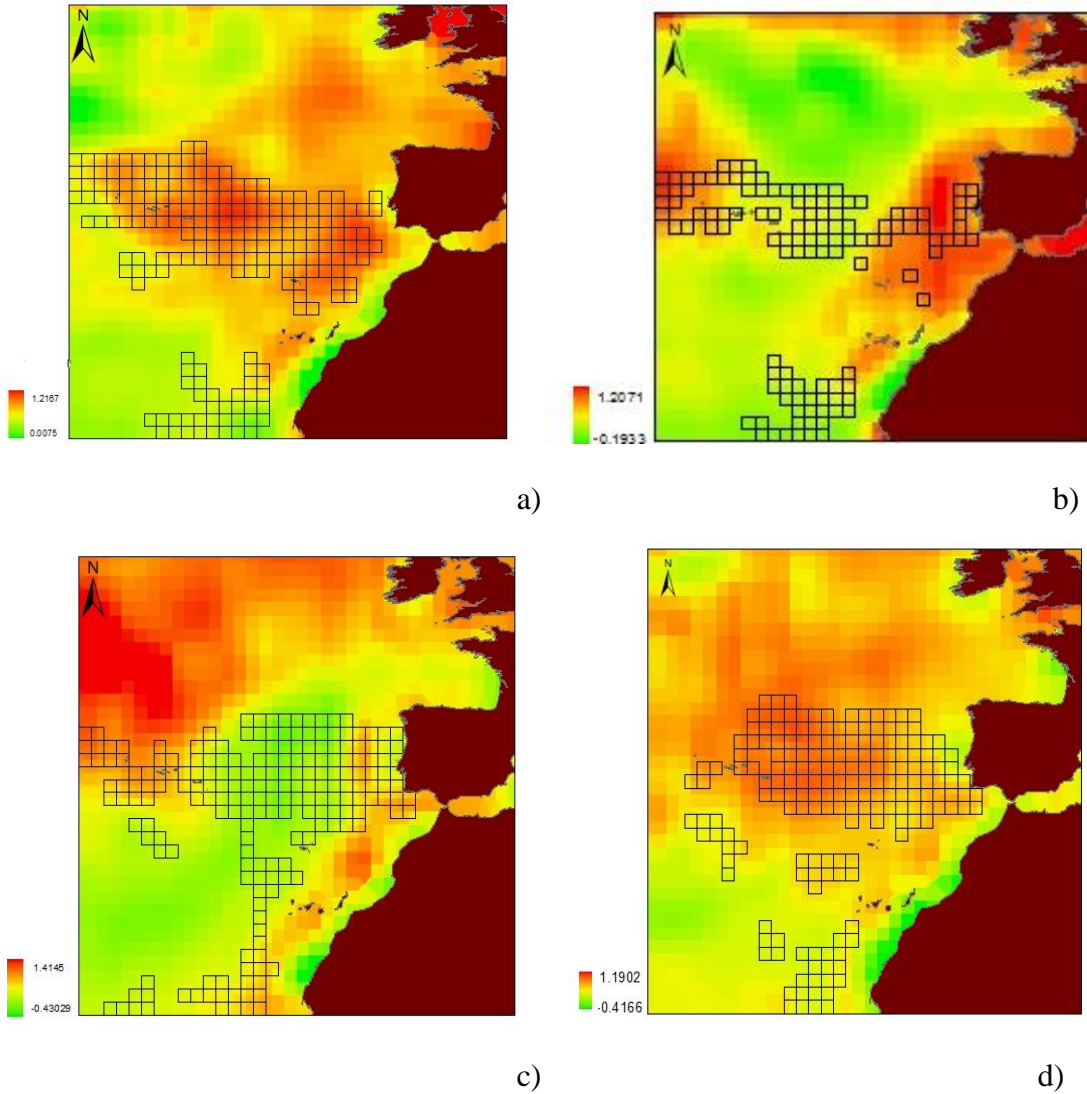 N
1.2167
0.0075
a)
N
1.2071
-0.1933
b)
N
1.4145
-0.43029
c)
N
1.1902
-0.4166
d)